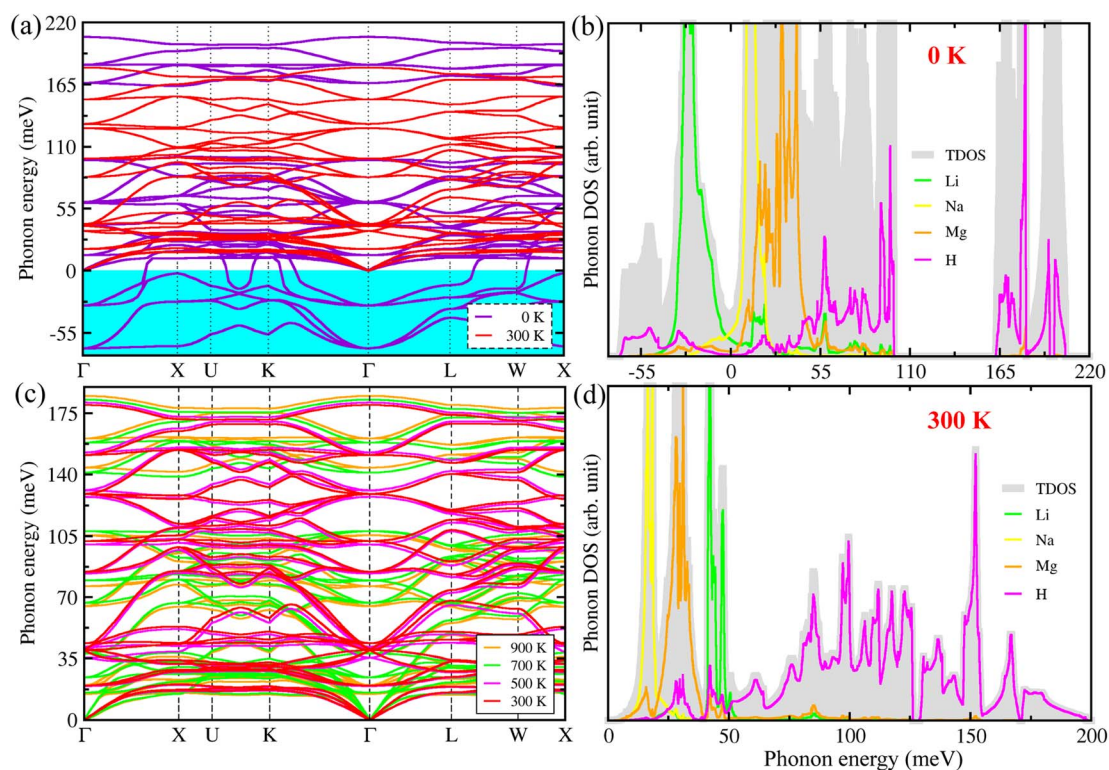 (a)
Phonon energy (meV)
220
165
110
55
0
-55
0 K
300 K
Γ X U K Γ L W X
(b)
Phonon DOS (arb. unit)
0 K
TDOS
Li
Na
Mg
H
-55 0 55 110 165 220
(c)
Phonon energy (meV)
175
140
105
70
35
0
900 K
700 K
500 K
300 K
Γ X U K Γ L W X
(d)
Phonon DOS (arb. unit)
300 K
TDOS
Li
Na
Mg
H
0 50 100 150 200
Phonon energy (meV)